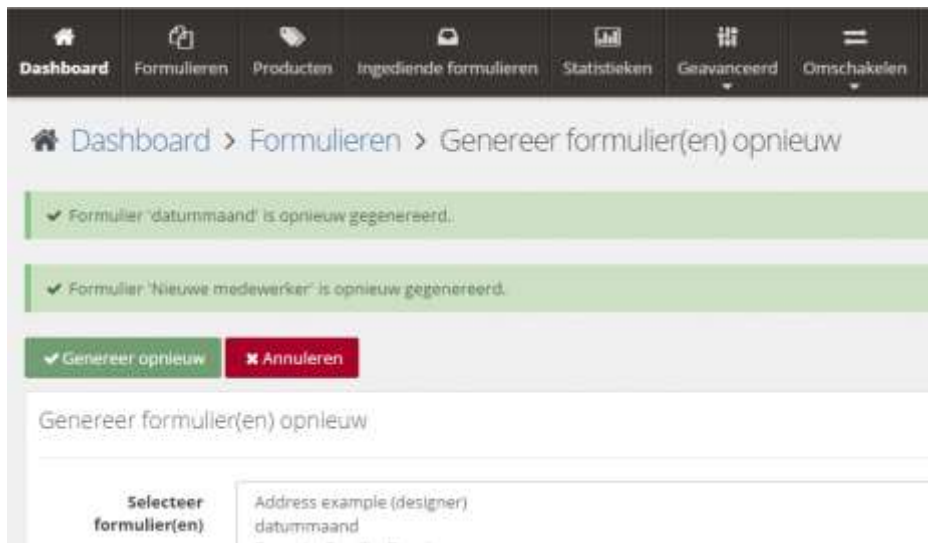 Dashboard Formulieren Producten Ingediende formulieren Statistieken Geavanceerd Omschakelen
Dashboard > Formulieren > Genereer formulier(en) opnieuw
Formulier 'datummaand' is opnieuw gegenereerd.
Formulier 'Nieuwe medewerker' is opnieuw gegenereerd.
Genereer opnieuw Annuleren
Genereer formulier(en) opnieuw
Selecteer Address example (designer)
formulier(en) datummaand